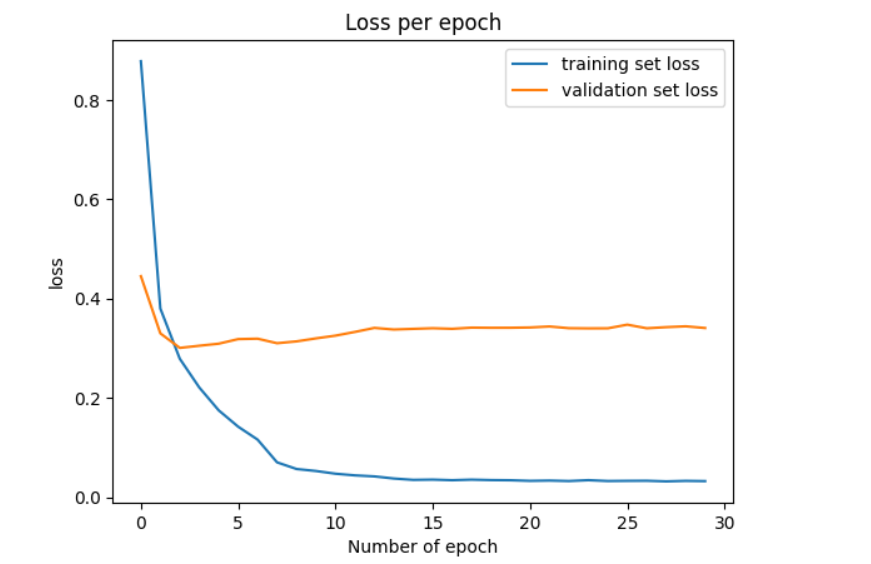 Loss per epoch
training set loss
validation set loss
0.8
0.6
0.4
0.2
0.0
loss
0
5
10
15
20
25
30
Number of epoch